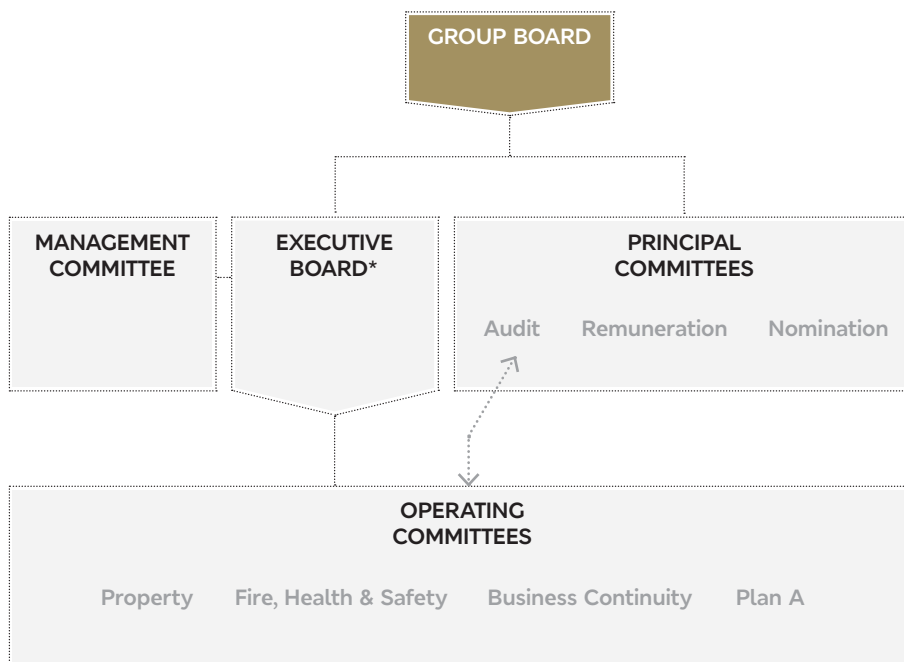 GROUP BOARD
MANAGEMENT
COMMITTEE
EXECUTIVE
BOARD*
PRINCIPAL
COMMITTEES
Audit Remuneration Nomination
OPERATING
COMMITTEES
Property Fire, Health & Safety Business Continuity Plan A